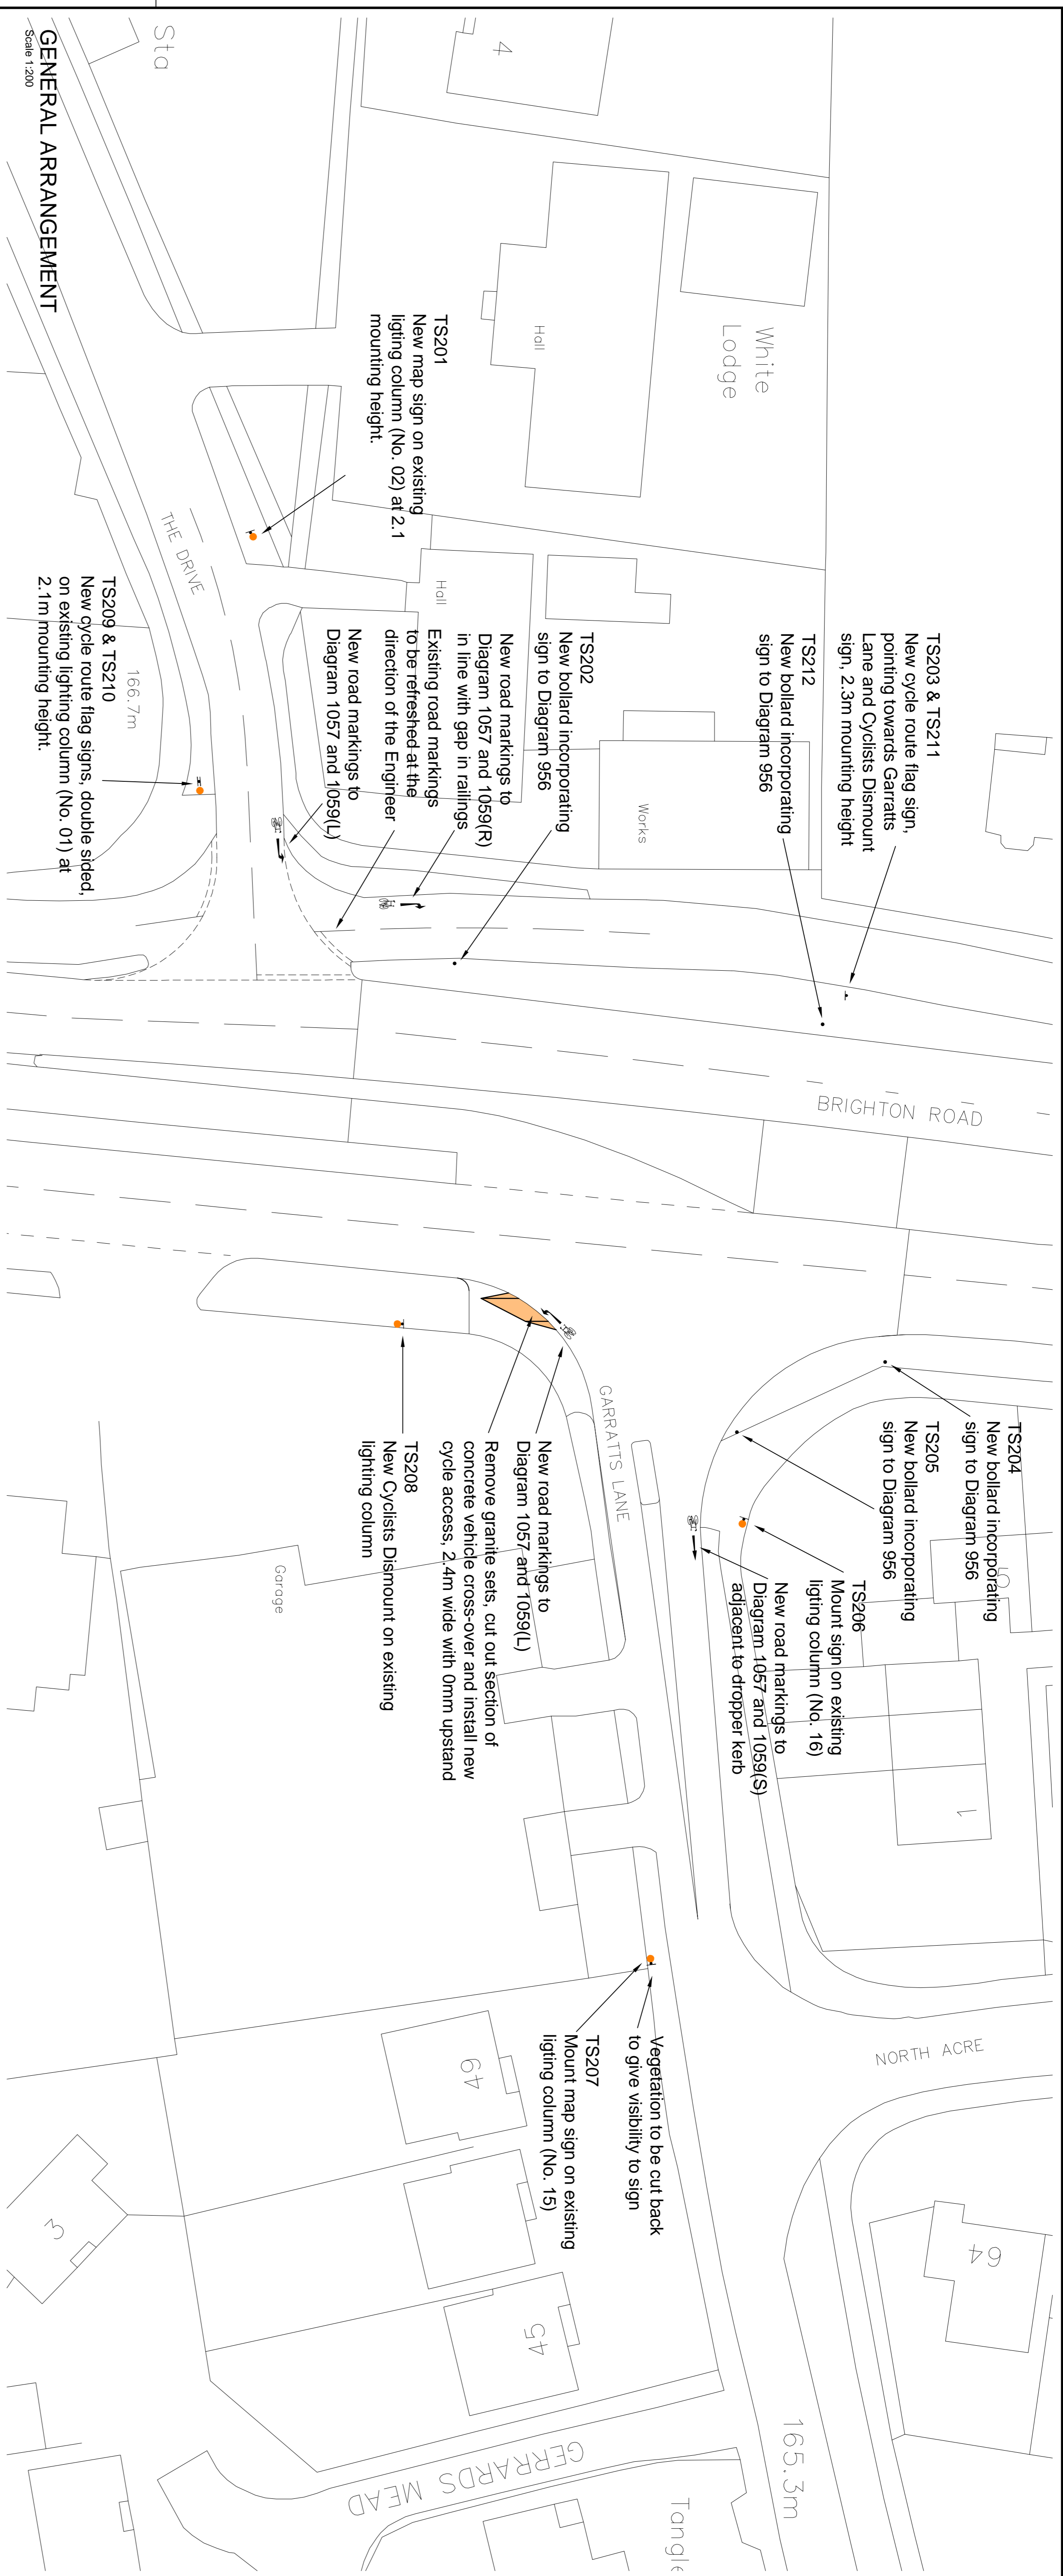 GENERAL ARRANGEMENT
Scale 1:200
Sta
4
White
Lodge
Hall
TS201
New map sign on existing
ligting column (No. 02) at 2.1
mounting height.
Hall
THE DRIVE
166.7m
TS209 & TS210
New cycle route flag signs, double sided,
on existing lighting column (No. 01) at
2.1m mounting height.
TS203 & TS211
New cycle route flag sign,
pointing towards Garratts
Lane and Cyclists Dismount
sign, 2.3m mounting height
TS212
New bollard incorporating
sign to Diagram 956
Works
TS202
New bollard incorporating
sign to Diagram 956
New road markings to
Diagram 1057 and 1059(R)
in line with gap in railings
Existing road markings
to be refreshed at the
direction of the Engineer
New road markings to
Diagram 1057 and 1059(L)
BRIGHTON ROAD
TS204
New bollard incorporating
sign to Diagram 956
5
TS205
New bollard incorporating
sign to Diagram 956
TS206
Mount sign on existing
ligting column (No. 16)
New road markings to
Diagram 1057 and 1059(S)
adjacent to dropper kerb
1
GARRATTS LANE
New road markings to
Diagram 1057 and 1059(L)
Remove granite sets, cut out section of
concrete vehicle cross-over and install new
cycle access, 2.4m wide with 0mm upstand
TS208
New Cyclists Dismount on existing
lighting column
Garage
Vegetation to be cut back
to give visibility to sign
TS207
Mount map sign on existing
ligting column (No. 15)
NORTH ACRE
64
49
45
3
165.3m
GERRARDS MEAD
Tangle